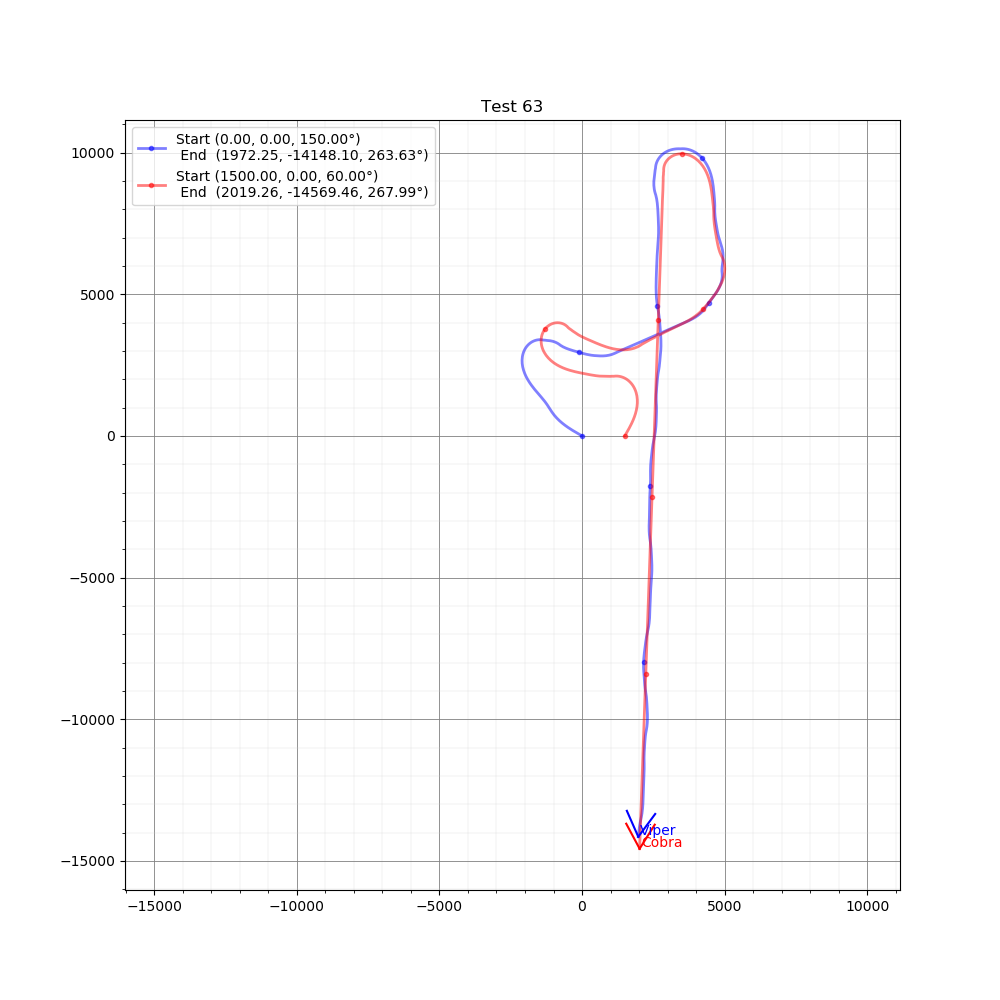 Test 63
Start (0.00, 0.00, 150.00°)
End (1972.25, -14148.10, 263.63°)
Start (1500.00, 0.00, 60.00°)
End (2019.26, -14569.46, 267.99°)
10000
5000
0
−5000
−10000
−15000
Viper
Cobra
−15000 −10000 −5000 0 5000 10000